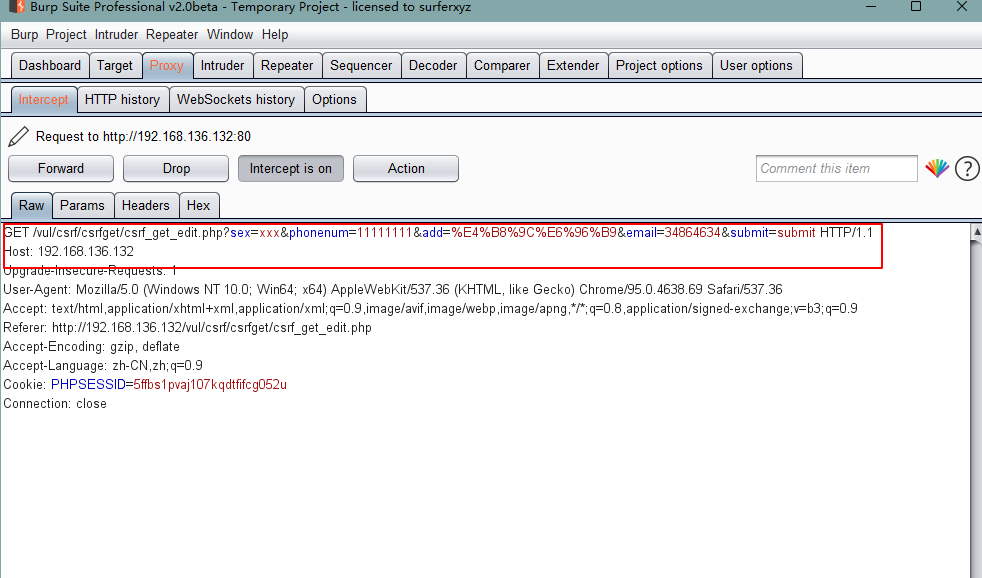 Burp Suite Professional v2.0beta - Temporary Project - licensed to surferxyz
Burp Project Intruder Repeater Window Help
Dashboard Target Proxy Intruder Repeater Sequencer Decoder Comparer Extender Project options User options
Intercept HTTP history WebSockets history Options
Request to http://192.168.136.132:80
Forward Drop Intercept is on Action Comment this item ?
Raw Params Headers Hex
GET /vul/csrf/csrfget/csrf_get_edit.php?sex=xxx&phonenum=11111111&add=%E4%B8%9C%E6%96%B9&email=34864634&submit=submit HTTP/1.1
Host: 192.168.136.132
Upgrade-Insecure-Requests: 1
User-Agent: Mozilla/5.0 (Windows NT 10.0; Win64; x64) AppleWebKit/537.36 (KHTML, like Gecko) Chrome/95.0.4638.69 Safari/537.36
Accept: text/html,application/xhtml+xml,application/xml;q=0.9,image/avif,image/webp,image/apng,*/*;q=0.8,application/signed-exchange;v=b3;q=0.9
Referer: http://192.168.136.132/vul/csrf/csrfget/csrf_get_edit.php
Accept-Encoding: gzip, deflate
Accept-Language: zh-CN,zh;q=0.9
Cookie: PHPSESSID=5ffbs1pvaj107kqdtfifcg052u
Connection: close